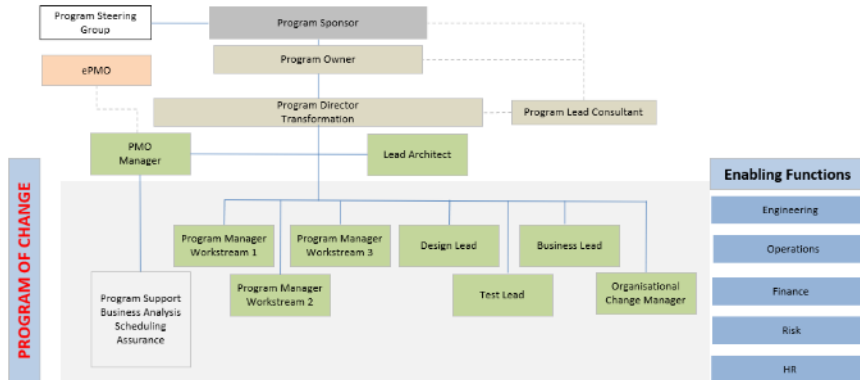 Program Steering
Group
Program Sponsor
Program Owner
ePMO
Program Director
Transformation
Program Lead Consultant
PMO
Manager
Lead Architect
PROGRAM OF CHANGE
Enabling Functions
Engineering
Operations
Finance
Risk
HR
Program Manager
Workstream 1
Program Manager
Workstream 3
Design Lead
Business Lead
Program Manager
Workstream 2
Test Lead
Organisational
Change Manager
Program Support
Business Analysis
Scheduling
Assurance